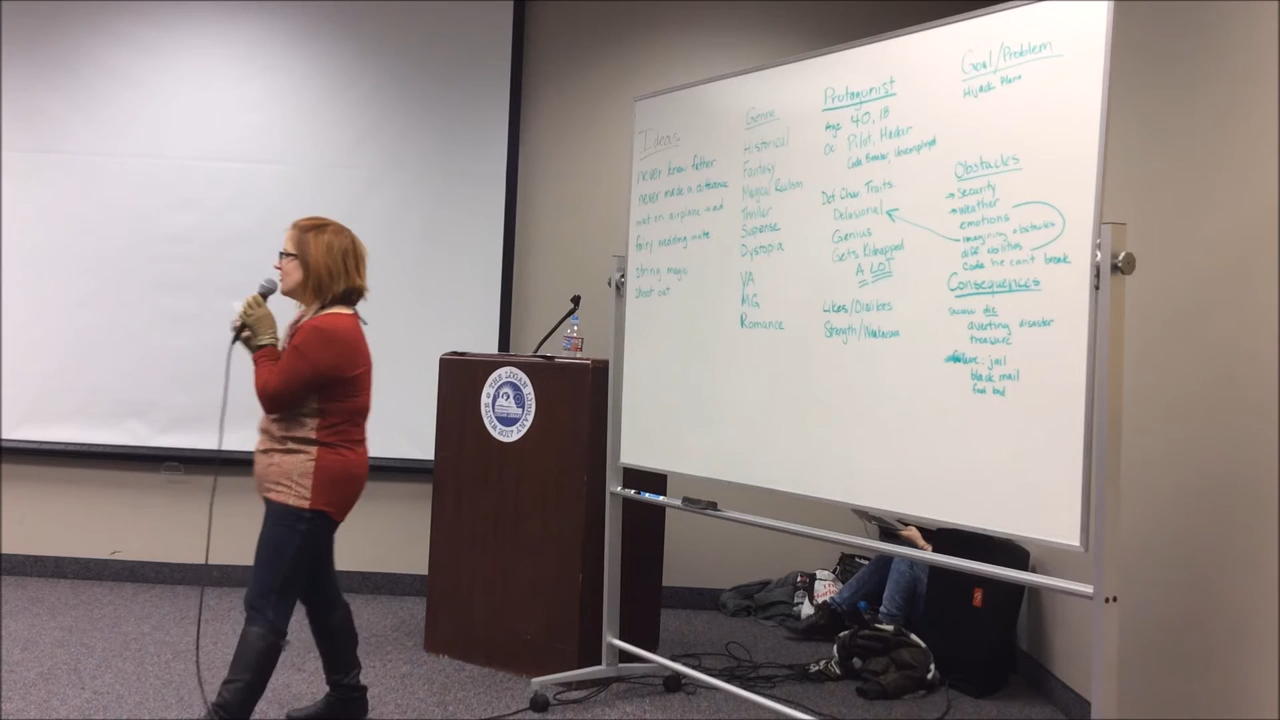 Ideas
never know father
never made a difference
met on airplane
fairy wedding mate
string magic
shoot out
Genre
Historical
Fantasy
Magical Realism
Thriller
Suspense
Dystopia
YA
MG
Romance
Protagonist
Age 40, 18
Oc Pilot, Hacker
Code Breaker, Unemployed
Def Char. Traits
Delusional
Genius
Gets Kidnapped
A LOT
Likes/Dislikes
Strength/Weakness
Goal/Problem
Hijack Plane
Obstacles
Security
Weather
emotions
imagining obstacles
diff. abilities
Code he can't break
Consequences
success die
averting disaster
treasure
failure: jail
black mail
feel bad
THE LOGAN LIBRARY